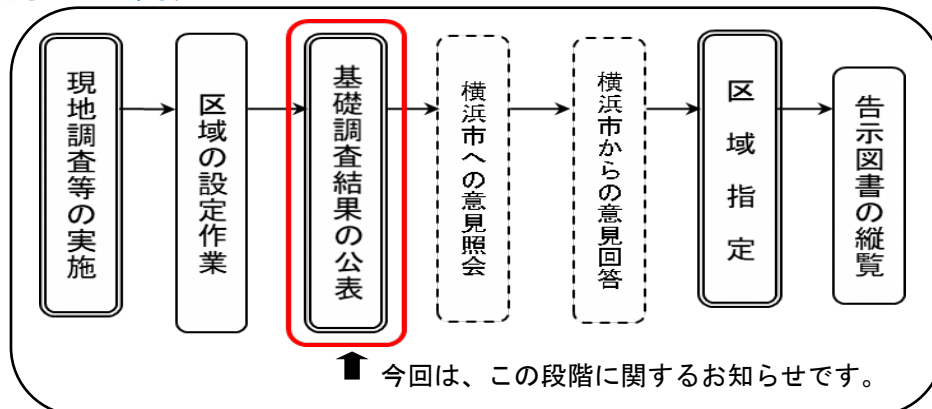 現地調査等の実施
区域の設定作業
基礎調査結果の公表
横浜市への意見照会
横浜市からの意見回答
区域指定
告示図書の縦覧
今回は、この段階に関するお知らせです。